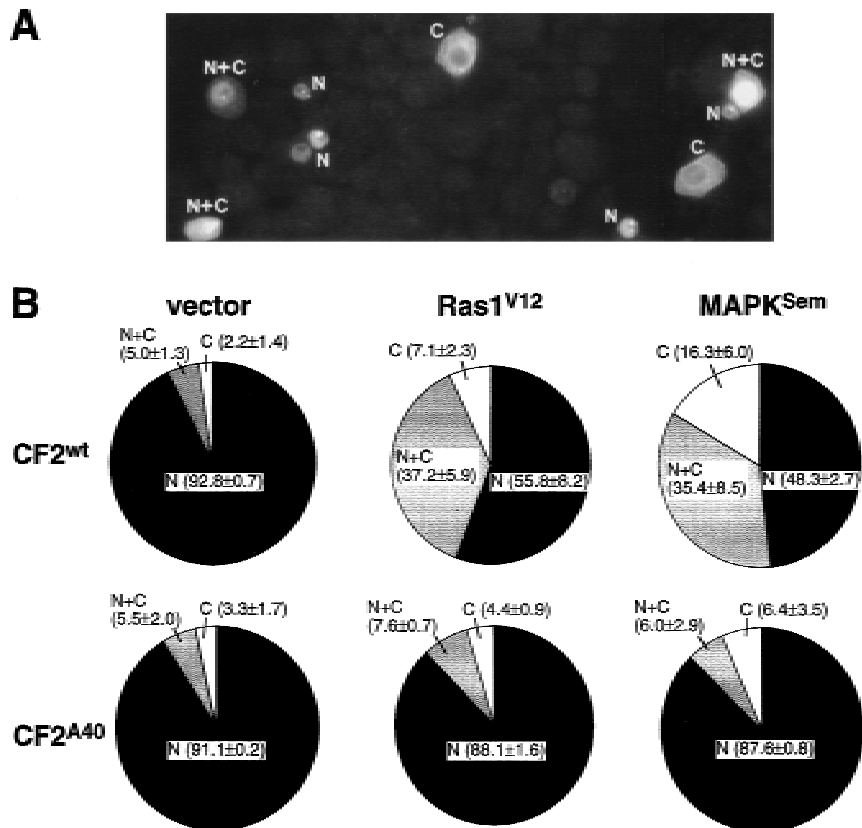 A
C
N+C
N+C
N
N
C
N
N+C
N
B
vector
Ras1V12
MAPKSem
N+C
(5.0±1.3)
C (2.2±1.4)
C (7.1±2.3)
C (16.3±6.0)
CF2wt
N (92.8±0.7)
N+C
(37.2±5.9)
N (55.8±8.2)
N+C
(35.4±8.5)
N (48.3±2.7)
N+C
(5.5±2.0)
C (3.3±1.7)
N+C
(7.6±0.7)
C (4.4±0.9)
N+C
(6.0±2.9)
C (6.4±3.5)
CF2A40
N (91.1±0.2)
N (88.1±1.6)
N (87.6±0.8)